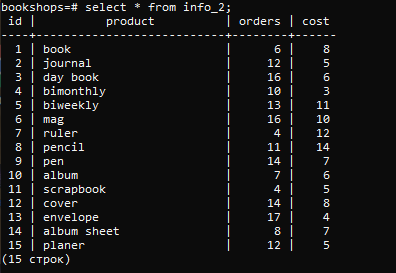 bookshops=# select * from info_2;
 id |          product           | orders | cost
----+----------------------------+--------+------
  1 | book                       |      6 |    8
  2 | journal                    |     12 |    5
  3 | day book                   |     16 |    6
  4 | bimonthly                  |     10 |    3
  5 | biweekly                   |     13 |   11
  6 | mag                        |     16 |   10
  7 | ruler                      |      4 |   12
  8 | pencil                     |     11 |   14
  9 | pen                        |     14 |    7
 10 | album                      |      7 |    6
 11 | scrapbook                  |      4 |    5
 12 | cover                      |     14 |    8
 13 | envelope                   |     17 |    4
 14 | album sheet                |      8 |    7
 15 | planer                     |     12 |    5
(15 строк)